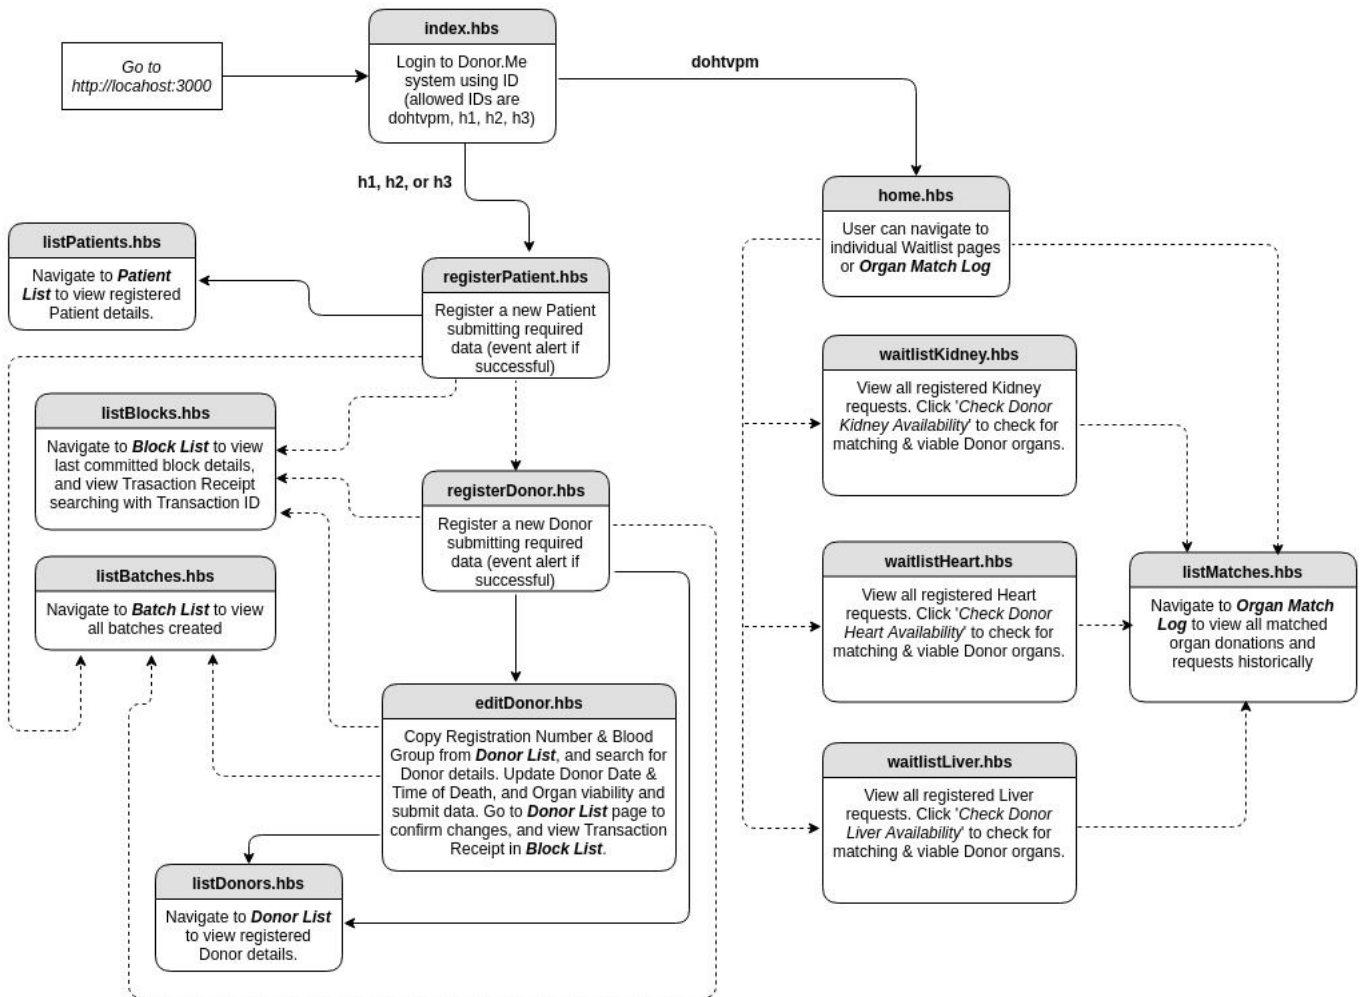 index.hbs
Login to Donor.Me
system using ID
(allowed IDs are
dohtvpm, h1, h2, h3)
Go to
http://locahost:3000
dohtvpm
h1, h2, or h3
home.hbs
User can navigate to
individual Waitlist pages
or Organ Match Log
listPatients.hbs
Navigate to Patient
List to view registered
Patient details.
registerPatient.hbs
Register a new Patient
submitting required
data (event alert if
successful)
waitlistKidney.hbs
View all registered Kidney
requests. Click 'Check Donor
Kidney Availability' to check for
matching & viable Donor organs.
listBlocks.hbs
Navigate to Block List to view
last committed block details,
and view Trasaction Receipt
searching with Transaction ID
registerDonor.hbs
Register a new Donor
submitting required
data (event alert if
successful)
waitlistHeart.hbs
View all registered Heart
requests. Click 'Check Donor
Heart Availability' to check for
matching & viable Donor organs.
listMatches.hbs
Navigate to Organ Match
Log to view all matched
organ donations and
requests historically
listBatches.hbs
Navigate to Batch List to view
all batches created
editDonor.hbs
Copy Registration Number & Blood
Group from Donor List, and search for
Donor details. Update Donor Date &
Time of Death, and Organ viability and
submit data. Go to Donor List page to
confirm changes, and view Transaction
Receipt in Block List.
waitlistLiver.hbs
View all registered Liver
requests. Click 'Check Donor
Liver Availability' to check for
matching & viable Donor organs.
listDonors.hbs
Navigate to Donor List
to view registered
Donor details.